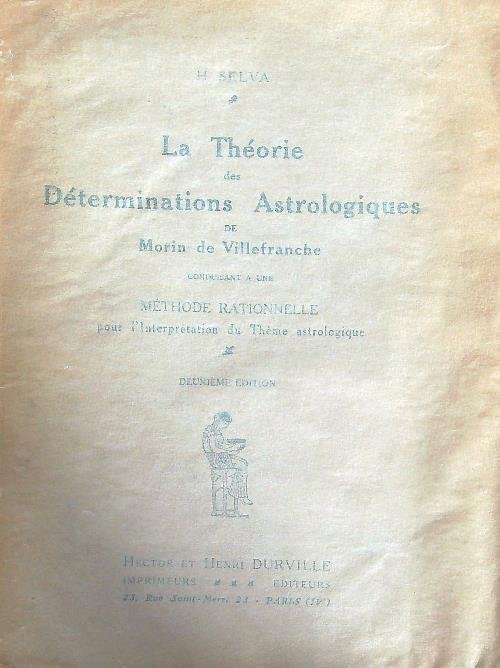 H. SELVA
La Théorie
des
Déterminations Astrologiques
DE
Morin de Villefranche
CONDUISANT A UNE
MÉTHODE RATIONNELLE
pour l'Interprétation du Thème astrologique
DEUXIÈME ÉDITION
HECTOR ET HENRI DURVILLE
IMPRIMEURS ÉDITEURS
23, Rue Saint-Merri, 23 - PARIS (IVe)